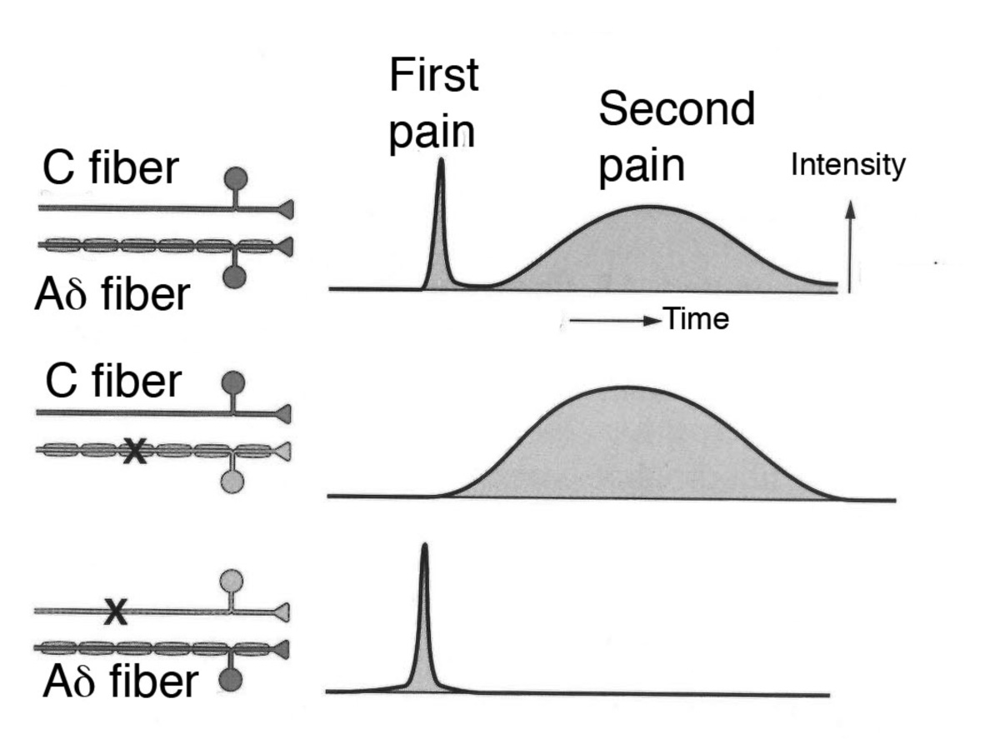 First
pain
Second
pain
Intensity
C fiber
Aδ fiber
Time
C fiber
X
X
Aδ fiber